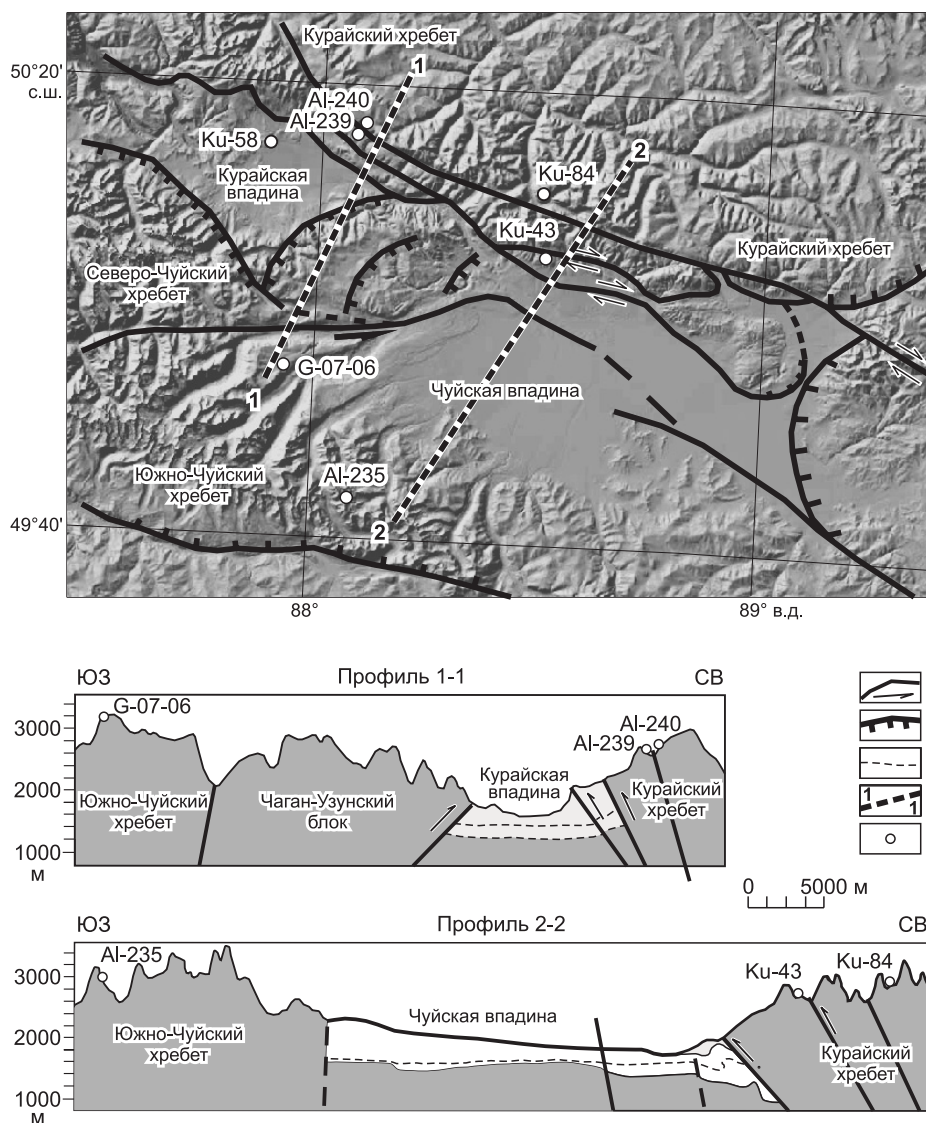 Курайский хребет
50°20'
с.ш.
1
Al-240
Al-239
Ku-58
2
Курайская
впадина
Ku-84
Ku-43
Курайский хребет
Северо-Чуйский
хребет
G-07-06
1
Чуйская впадина
Южно-Чуйский
хребет
Al-235
49°40'
2
88°
89° в.д.
ЮЗ
Профиль 1-1
СВ
G-07-06
Al-240
Al-239
3000
2000
1000
м
Курайская
впадина
Южно-Чуйский
хребет
Чаган-Узунский
блок
Курайский
хребет
1
1
0
5000 м
ЮЗ
Профиль 2-2
СВ
Al-235
Ku-43
Ku-84
3000
2000
1000
м
Чуйская впадина
Южно-Чуйский
хребет
Курайский
хребет